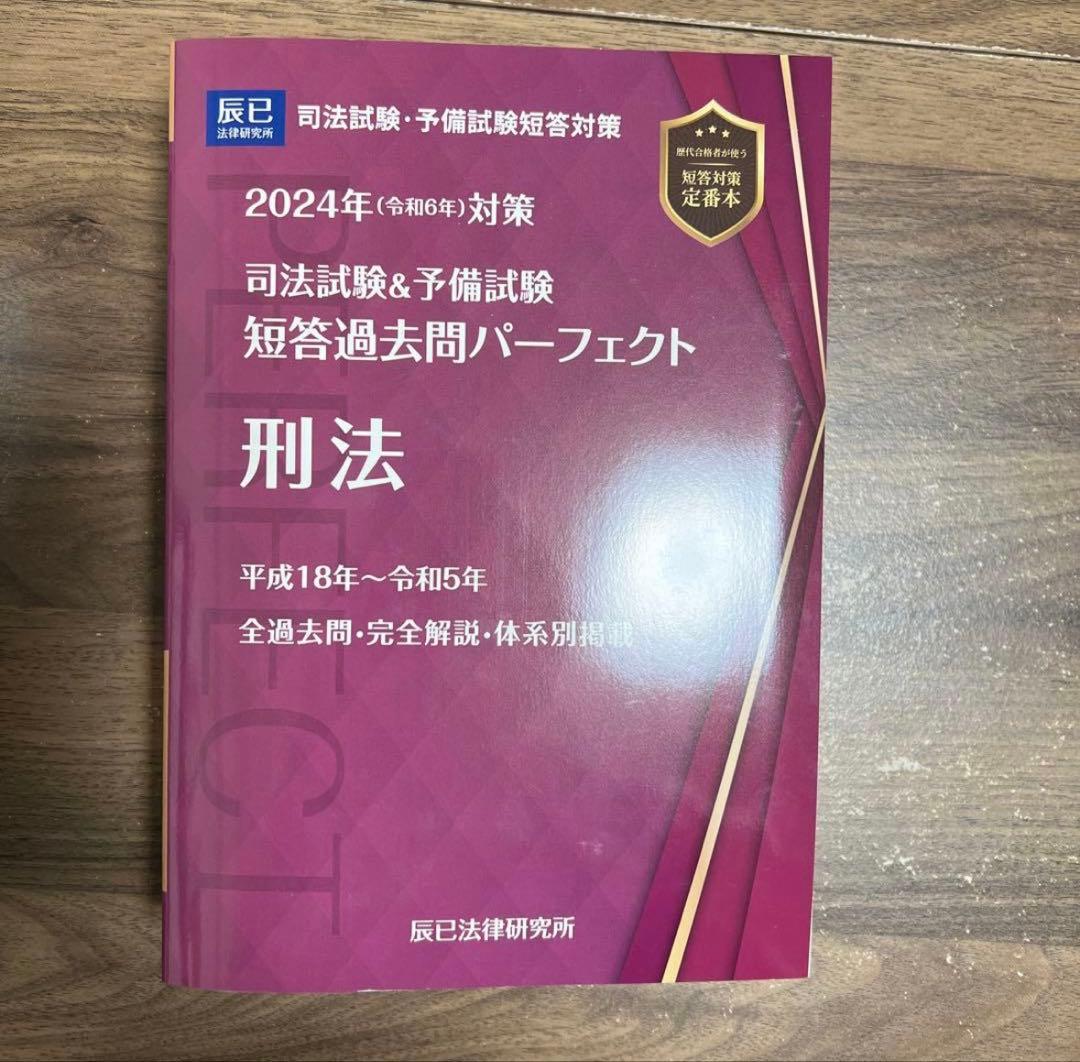 辰已
法律研究所
司法試験・予備試験短答対策
歴代合格者が使う
短答対策
定番本
2024年(令和6年)対策
司法試験&予備試験
短答過去問パーフェクト
刑法
平成18年～令和5年
全過去問・完全解説・体系別掲載
PERFECT
辰已法律研究所